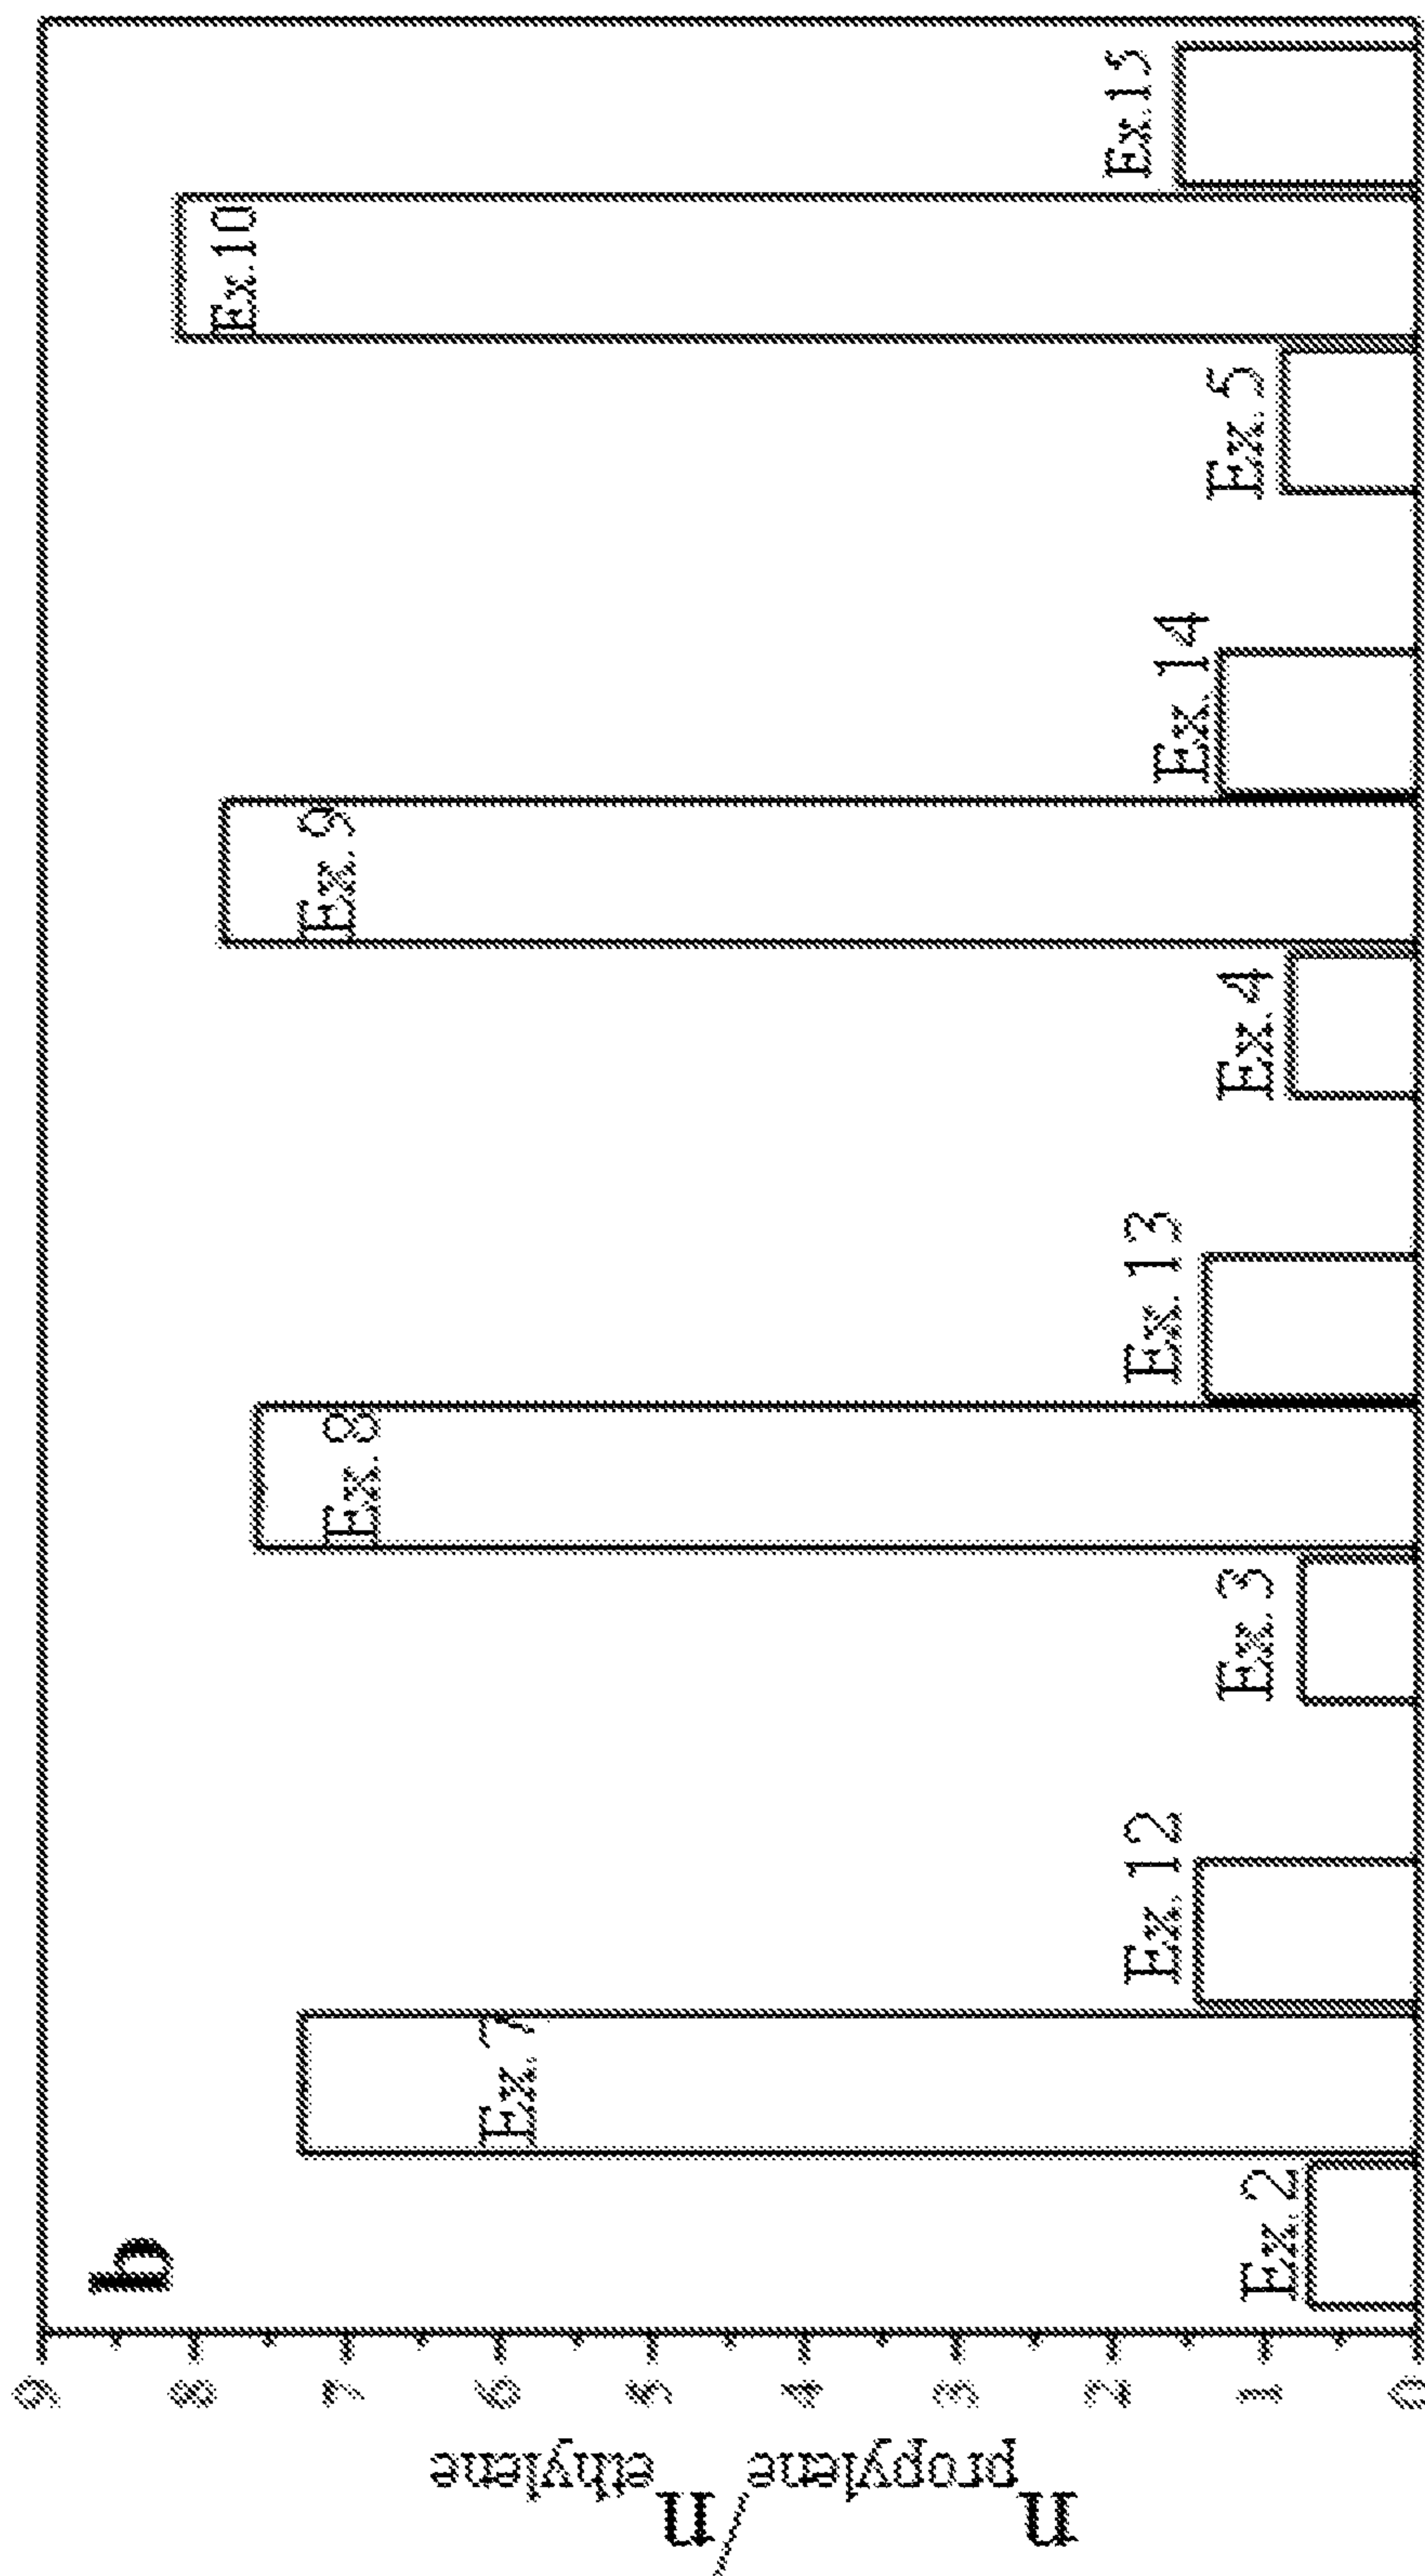 b
9
8
7
6
5
4
3
2
1
0
n propylene / n ethylene
Ex. 2
Ex. 7
Ex. 12
Ex. 3
Ex. 8
Ex. 13
Ex. 4
Ex. 9
Ex. 14
Ex. 5
Ex.10
Ex.15